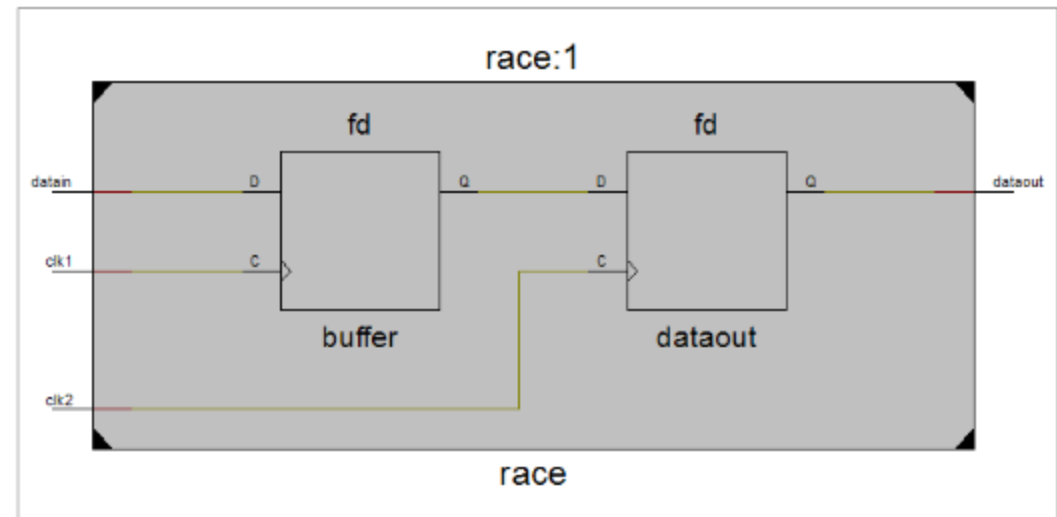 race:1
fd fd
datain D Q D Q dataout
clk1 C C
buffer dataout
clk2
race